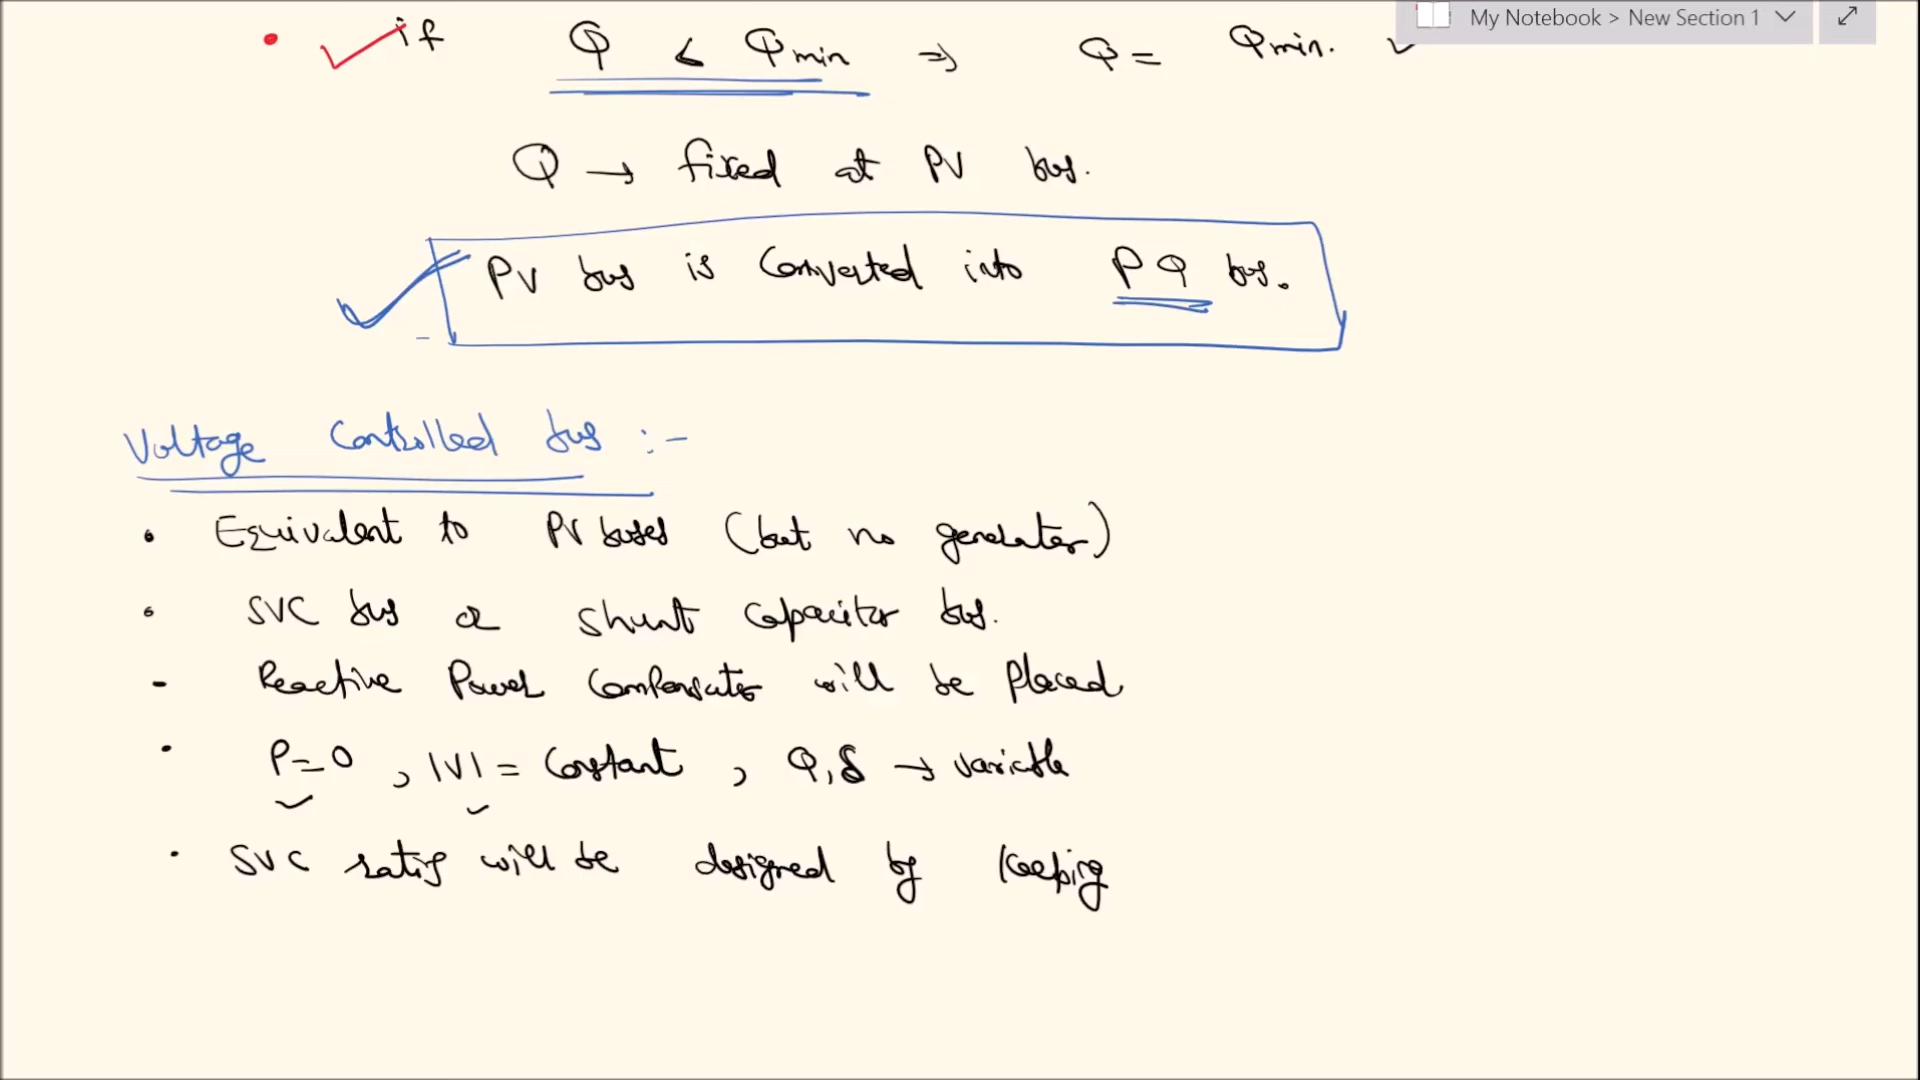 My Notebook > New Section 1
• if Q < Qmin ⇒ Q = Qmin.
Q → fixed at PV bus.
PV bus is converted into PQ bus.
Voltage Controlled bus :-
• Equivalent to PV buses (but no generator)
• SVC bus or shunt capacitor bus.
- Reactive Power Compensator will be placed
• P=0, |V| = Constant, Q, δ → variable
• SVC rating will be designed by keeping